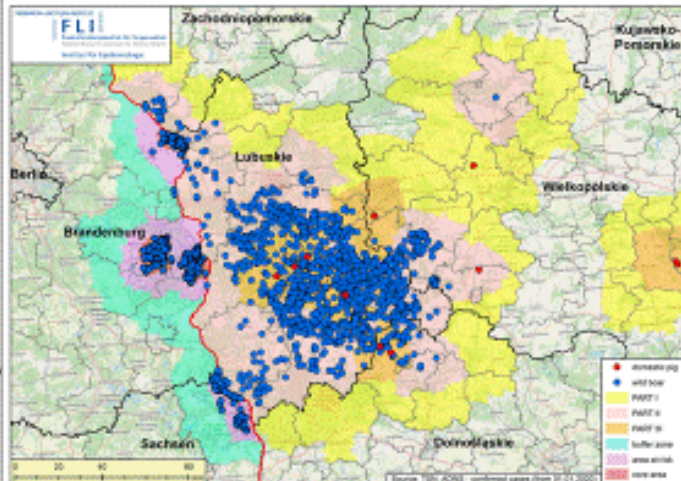 FLI
Institut für Epidemiologie
Zachodniopomorskie
Kujawsko-
Pomorskie
Lubuskie
Berlin
Wielkopolskie
Brandenburg
Sachsen
Dolnośląskie
0 20 40 80
domestic pig
wild boar
PART I
PART II
PART III
buffer zone
area at risk
core area